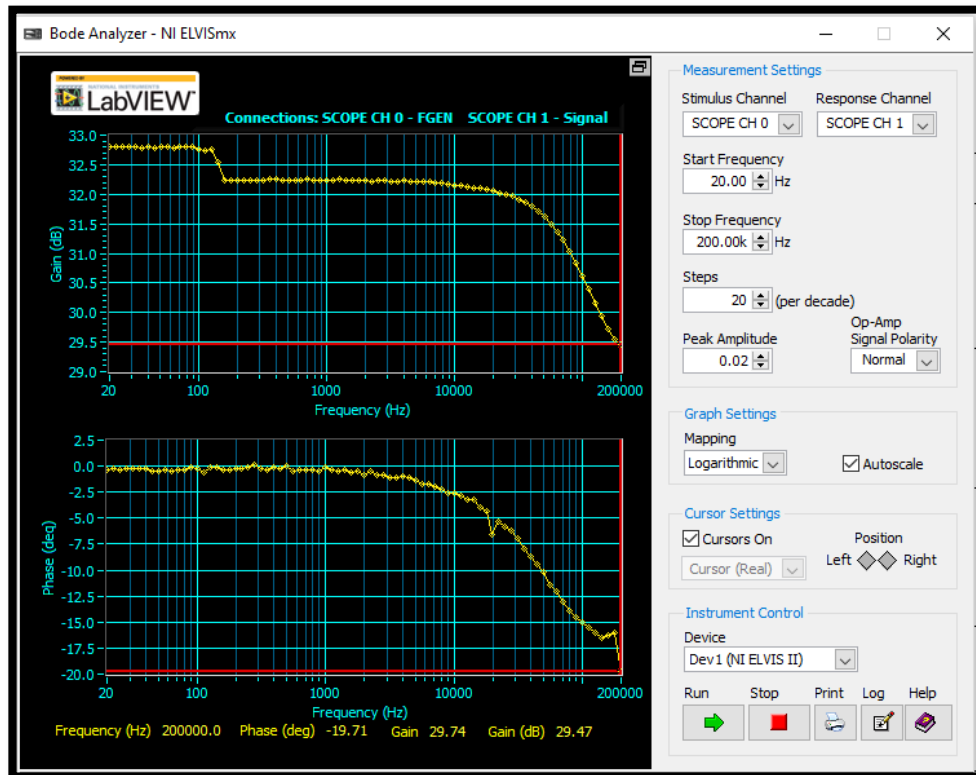 Bode Analyzer - NI ELVISmx
POWERED BY
NATIONAL INSTRUMENTS
LabVIEW
Connections: SCOPE CH 0 - FGEN SCOPE CH 1 - Signal
33.0
32.5
32.0
31.5
31.0
30.5
30.0
29.5
29.0
Gain (dB)
20 100 1000 10000 200000
Frequency (Hz)
2.5
0.0
-2.5
-5.0
-7.5
-10.0
-12.5
-15.0
-17.5
-20.0
Phase (deg)
20 100 1000 10000 200000
Frequency (Hz)
Frequency (Hz) 200000.0 Phase (deg) -19.71 Gain 29.74 Gain (dB) 29.47
Measurement Settings
Stimulus Channel Response Channel
SCOPE CH 0 SCOPE CH 1
Start Frequency
20.00 Hz
Stop Frequency
200.00k Hz
Steps
20 (per decade)
Peak Amplitude
0.02
Op-Amp
Signal Polarity
Normal
Graph Settings
Mapping
Logarithmic Autoscale
Cursor Settings
Cursors On Position
Cursor (Real) Left Right
Instrument Control
Device
Dev1 (NI ELVIS II)
Run Stop Print Log Help